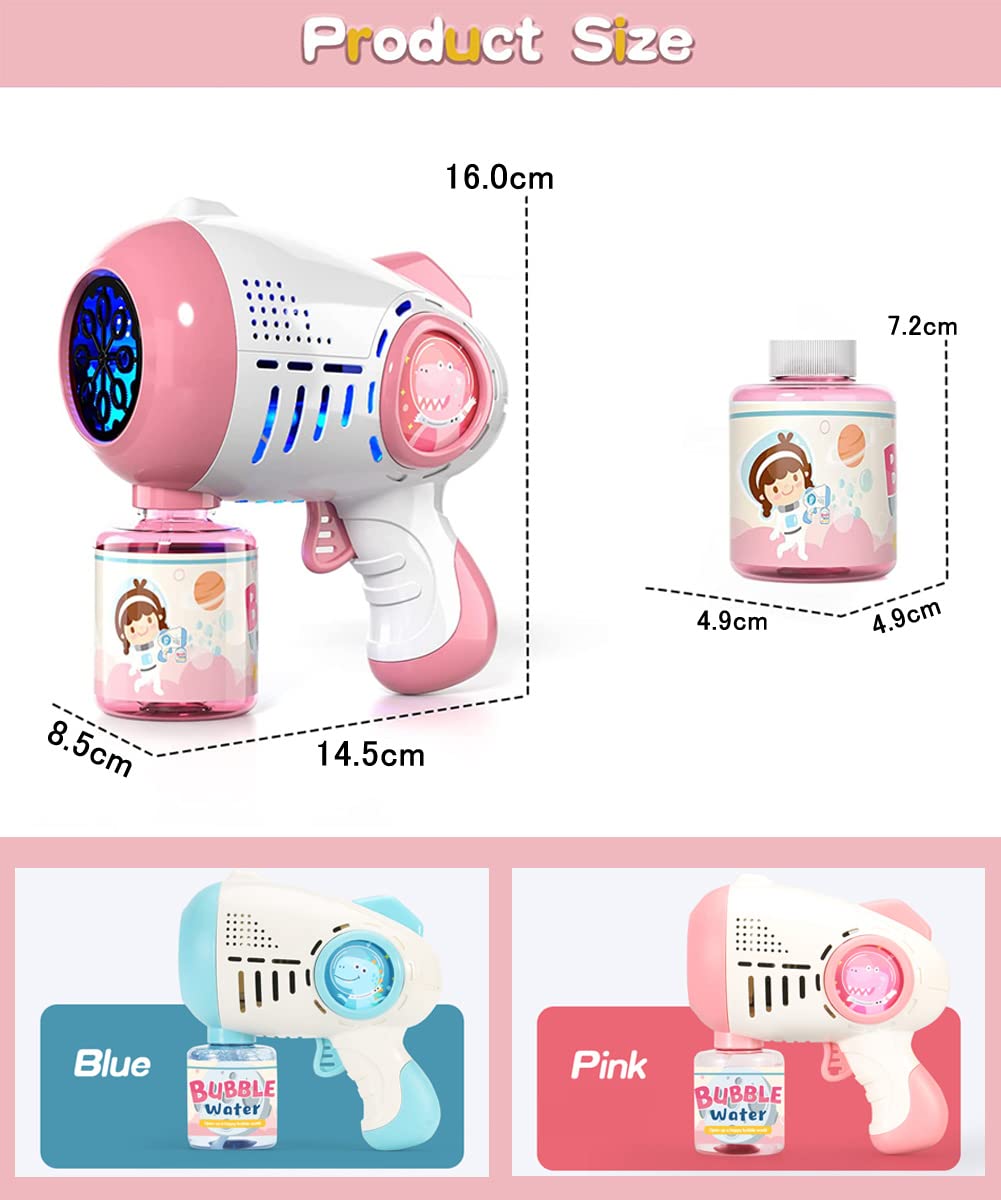 Product Size
16.0cm
7.2cm
4.9cm
4.9cm
8.5cm
14.5cm
Blue
BUBBLE
Water
Pink
BUBBLE
Water